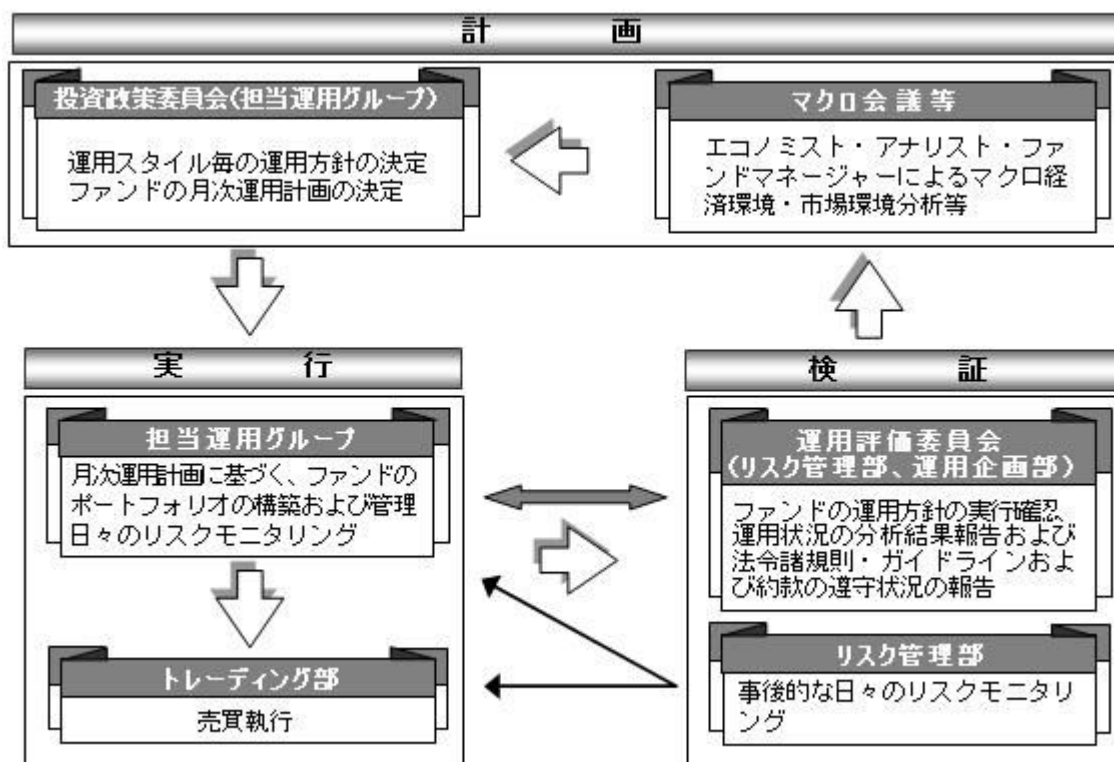 計画
投資政策委員会(担当運用グループ)
運用スタイル毎の運用方針の決定
ファンドの月次運用計画の決定
マクロ会議等
エコノミスト・アナリスト・ファ
ンドマネージャーによるマクロ経
済環境・市場環境分析等
実行
担当運用グループ
月次運用計画に基づく、ファンドの
ポートフォリオの構築および管理
日々のリスクモニタリング
トレーディング部
売買執行
検証
運用評価委員会
(リスク管理部、運用企画部)
ファンドの運用方針の実行確認、
運用状況の分析結果報告および
法令諸規則・ガイドラインおよ
び約款の遵守状況の報告
リスク管理部
事後的な日々のリスクモニタリ
ング